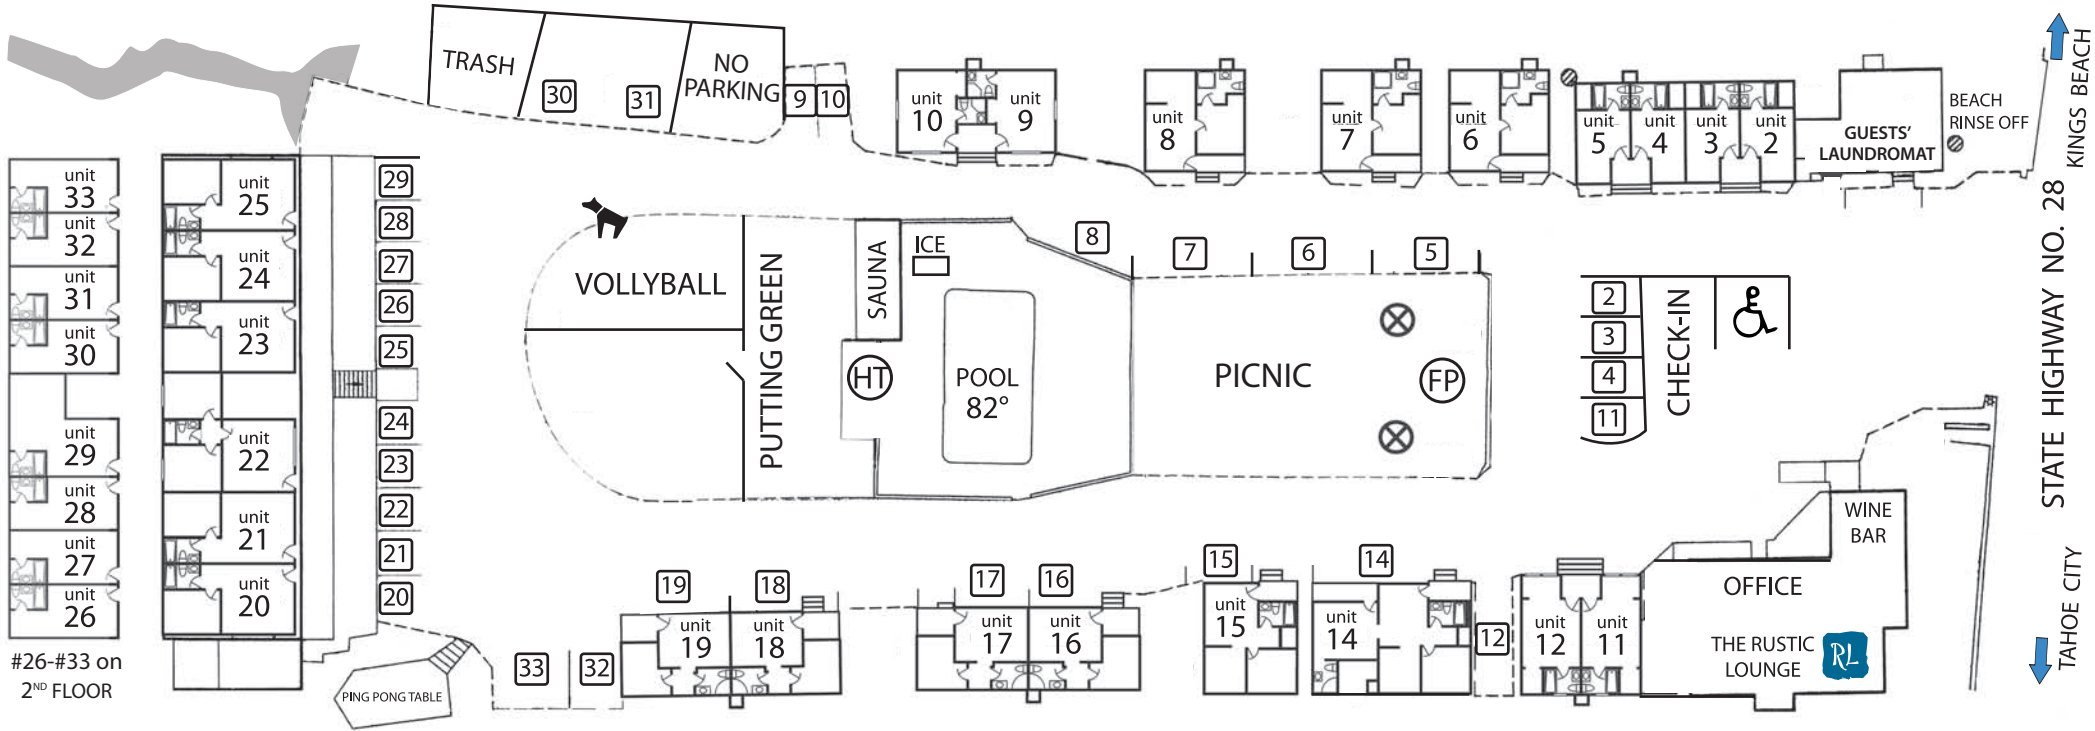 TRASH
30
31
NO
PARKING
9
10
unit
10
unit
9
unit
8
unit
7
unit
6
unit
5
unit
4
unit
3
unit
2
GUESTS'
LAUNDROMAT
BEACH
RINSE OFF
KINGS BEACH
STATE HIGHWAY NO. 28
TAHOE CITY
unit
33
unit
32
unit
31
unit
30
unit
29
unit
28
unit
27
unit
26
#26-#33 on
2ND FLOOR
unit
25
unit
24
unit
23
unit
22
unit
21
unit
20
29
28
27
26
25
24
23
22
21
20
VOLLYBALL
PUTTING GREEN
SAUNA
ICE
HT
POOL
82°
8
7
6
5
PICNIC
FP
2
3
4
11
CHECK-IN
PING PONG TABLE
33
32
19
18
unit
19
unit
18
17
16
unit
17
unit
16
15
unit
15
14
unit
14
12
unit
12
unit
11
WINE
BAR
OFFICE
THE RUSTIC
LOUNGE
RL